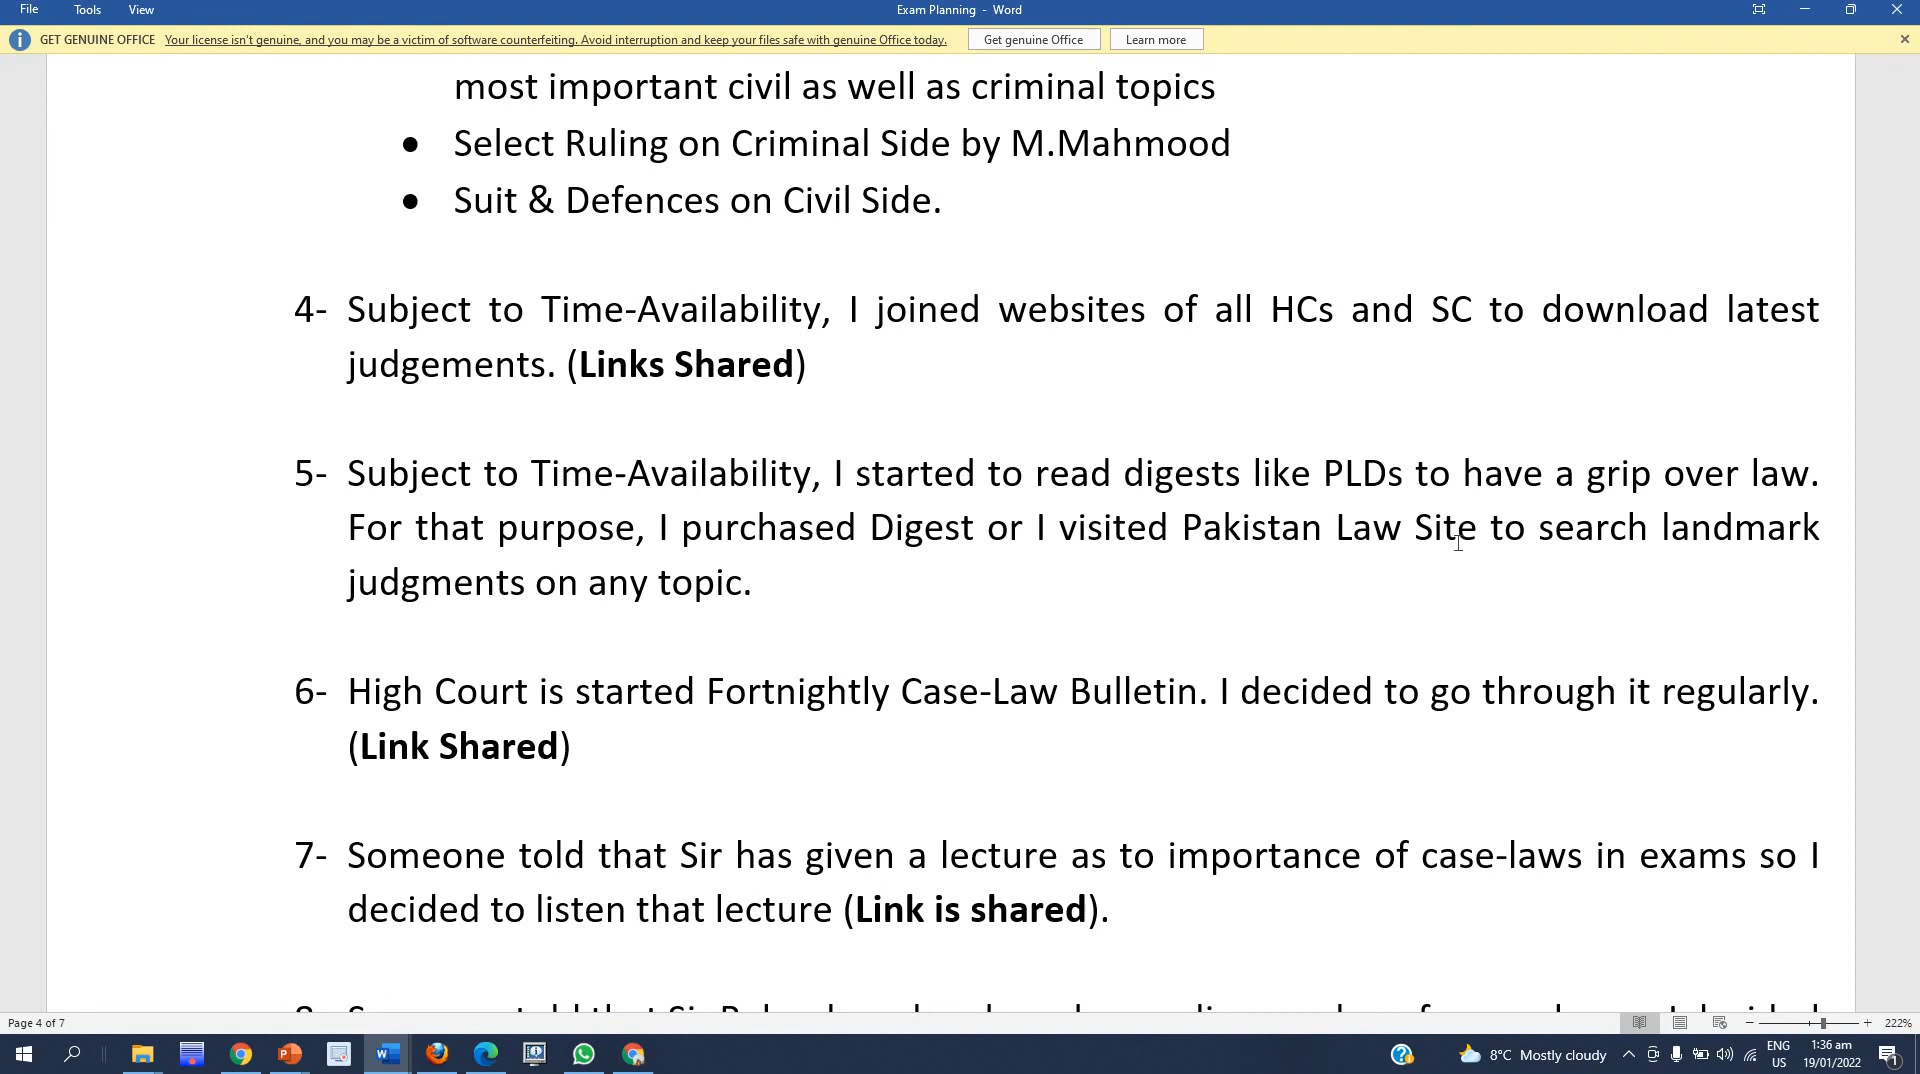 File Tools View Exam Planning - Word
GET GENUINE OFFICE Your license isn't genuine, and you may be a victim of software counterfeiting. Avoid interruption and keep your files safe with genuine Office today. Get genuine Office Learn more
most important civil as well as criminal topics
• Select Ruling on Criminal Side by M.Mahmood
• Suit & Defences on Civil Side.
4- Subject to Time-Availability, I joined websites of all HCs and SC to download latest
judgements. (Links Shared)
5- Subject to Time-Availability, I started to read digests like PLDs to have a grip over law.
For that purpose, I purchased Digest or I visited Pakistan Law Site to search landmark
judgments on any topic.
6- High Court is started Fortnightly Case-Law Bulletin. I decided to go through it regularly.
(Link Shared)
7- Someone told that Sir has given a lecture as to importance of case-laws in exams so I
decided to listen that lecture (Link is shared).
Page 4 of 7 222%
8°C Mostly cloudy ENG 1:36 am
US 19/01/2022